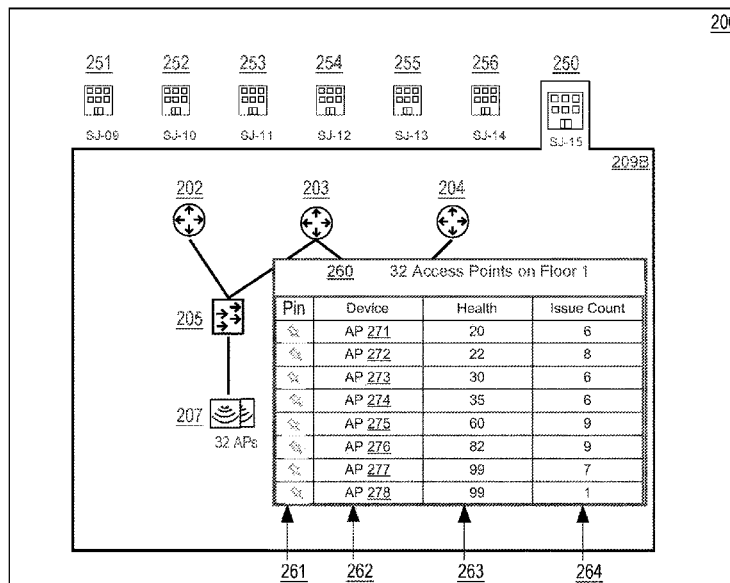 200
251 252 253 254 255 256 250
SJ-09 SJ-10 SJ-11 SJ-12 SJ-13 SJ-14 SJ-15
209B
202 203 204
260 32 Access Points on Floor 1
Pin Device Health Issue Count
AP 271 20 6
AP 272 22 8
AP 273 30 6
AP 274 35 6
AP 275 60 9
AP 276 82 9
AP 277 99 7
AP 278 99 1
205
207
32 APs
261 262 263 264